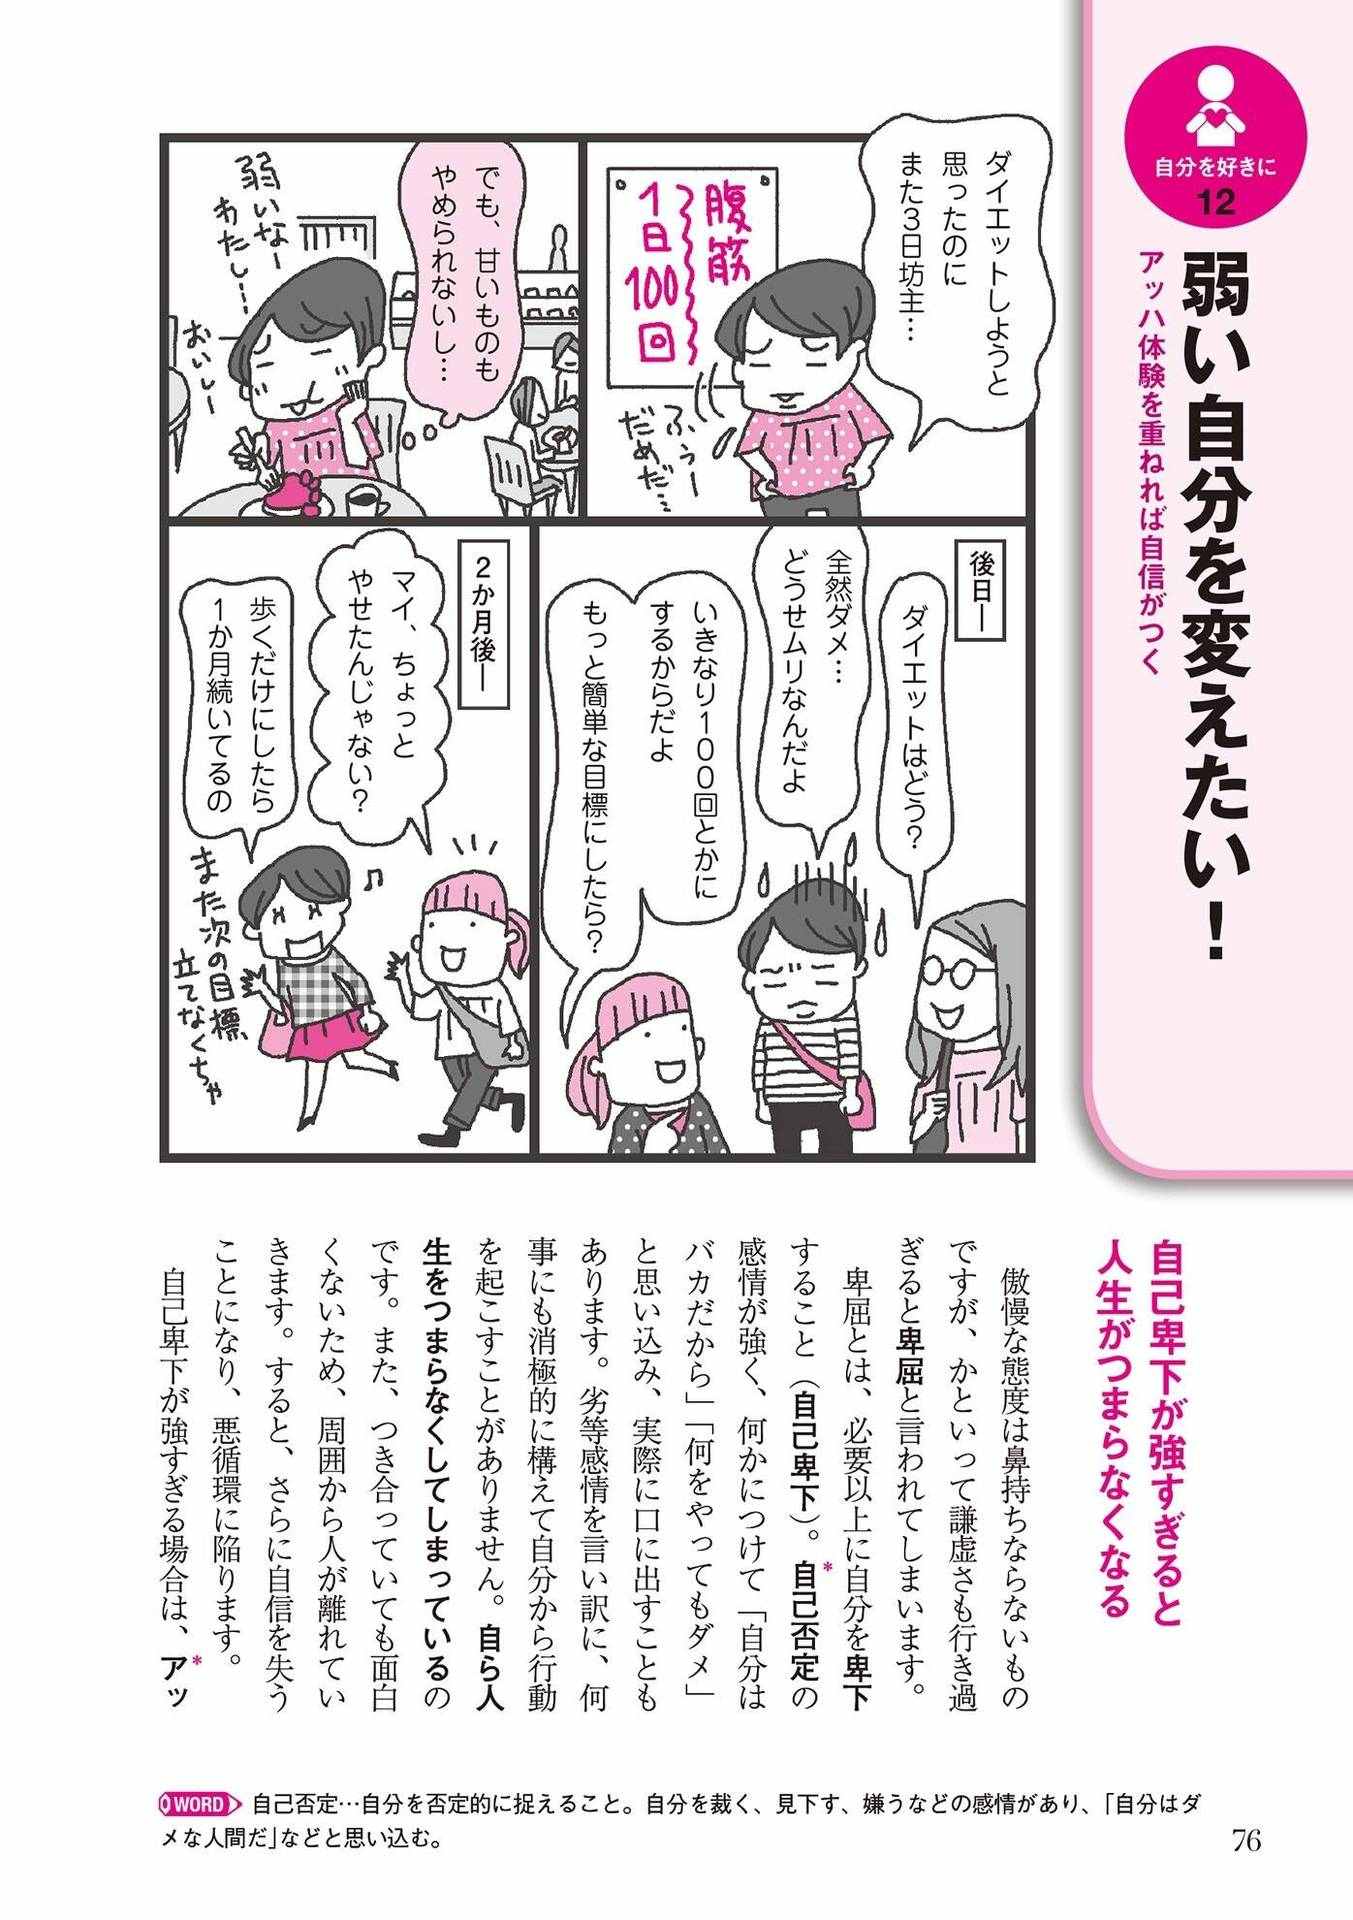 自分を好きに
12
弱い自分を変えたい！
アッハ体験を重ねれば自信がつく
ダイエットしようと
思ったのに
また3日坊主…
腹筋
1日100回
ふぅー
だめだ…
でも、甘いものも
やめられないし…
弱いなー
わたし…
おいしー
後日―
ダイエットはどう？
全然ダメ…
どうせムリなんだよ
いきなり100回とかに
するからだよ
もっと簡単な目標にしたら？
2か月後―
マイ、ちょっと
やせたんじゃない？
歩くだけにしたら
1か月続いてるの
また次の目標
立てなくちゃ
自己卑下が強すぎると
人生がつまらなくなる
傲慢な態度は鼻持ちならないもの
ですが、かといって謙虚さも行き過
ぎると卑屈と言われてしまいます。
卑屈とは、必要以上に自分を卑下
すること（自己卑下）。自己否定*の
感情が強く、何かにつけて「自分は
バカだから」「何をやってもダメ」
と思い込み、実際に口に出すことも
あります。劣等感情を言い訳に、何
事にも消極的に構えて自分から行動
を起こすことがありません。自ら人
生をつまらなくしてしまっているの
です。また、つき合っていても面白
くないため、周囲から人が離れてい
きます。すると、さらに自信を失う
ことになり、悪循環に陥ります。
自己卑下が強すぎる場合は、アッ*
WORD 自己否定…自分を否定的に捉えること。自分を裁く、見下す、嫌うなどの感情があり、「自分はダ
メな人間だ」などと思い込む。
76